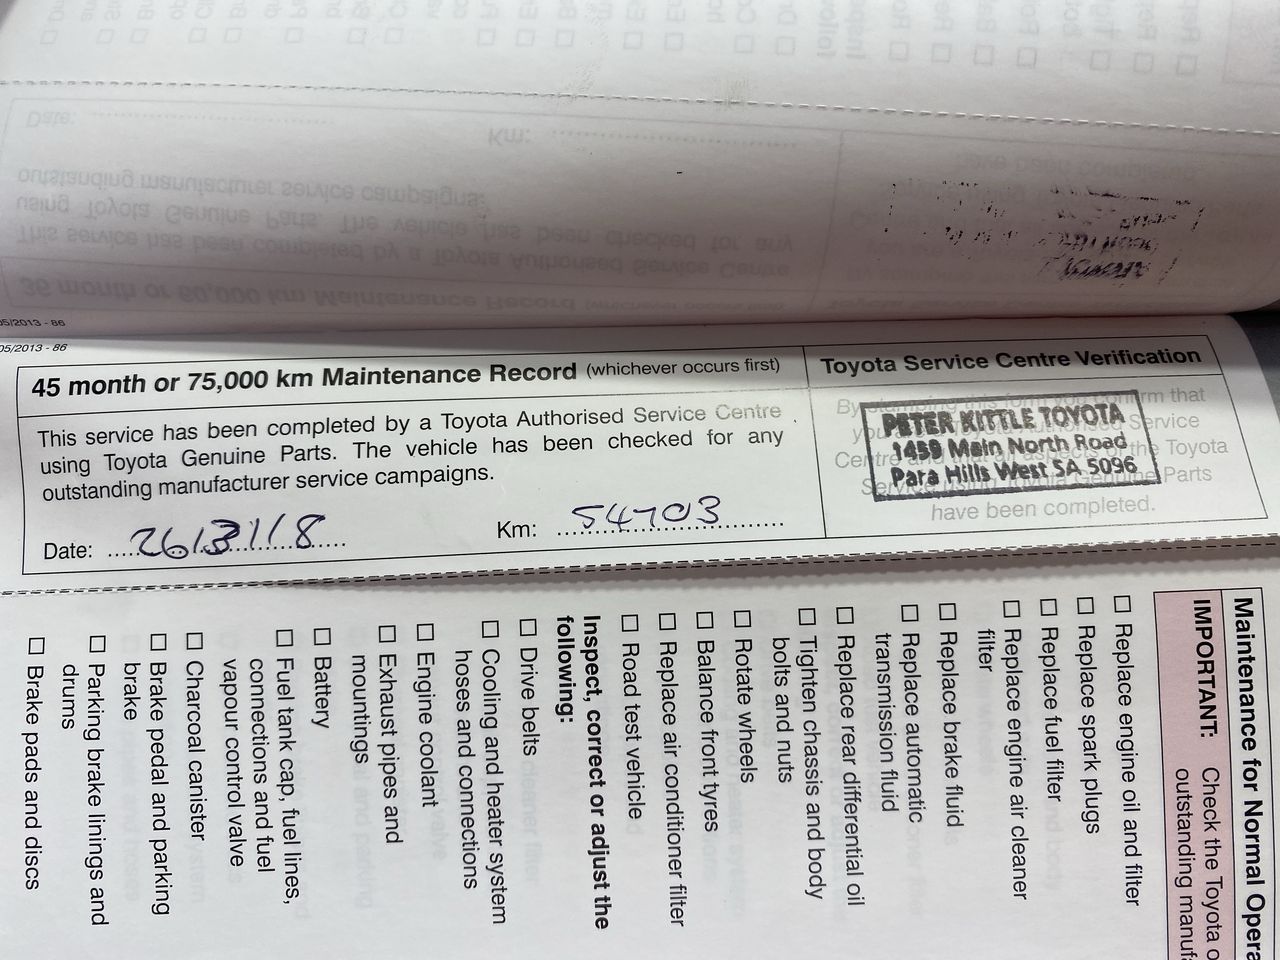 05/2013 - 86
05/2013 - 86
45 month or 75,000 km Maintenance Record (whichever occurs first)
This service has been completed by a Toyota Authorised Service Centre
using Toyota Genuine Parts. The vehicle has been checked for any
outstanding manufacturer service campaigns.
Date: 26/3/18
Km: 54703
Toyota Service Centre Verification
PETER KITTLE TOYOTA
1459 Main North Road
Para Hills West SA 5096
have been completed.
Maintenance for Normal Opera
IMPORTANT: Check the Toyota o
outstanding manufa
☐ Replace engine oil and filter
☐ Replace spark plugs
☐ Replace fuel filter
☐ Replace engine air cleaner
filter
☐ Replace brake fluid
☐ Replace automatic
transmission fluid
☐ Replace rear differential oil
☐ Tighten chassis and body
bolts and nuts
☐ Rotate wheels
☐ Balance front tyres
☐ Replace air conditioner filter
☐ Road test vehicle
Inspect, correct or adjust the
following:
☐ Drive belts
☐ Cooling and heater system
hoses and connections
☐ Engine coolant
☐ Exhaust pipes and
mountings
☐ Battery
☐ Fuel tank cap, fuel lines,
connections and fuel
vapour control valve
☐ Charcoal canister
☐ Brake pedal and parking
brake
☐ Parking brake linings and
drums
☐ Brake pads and discs